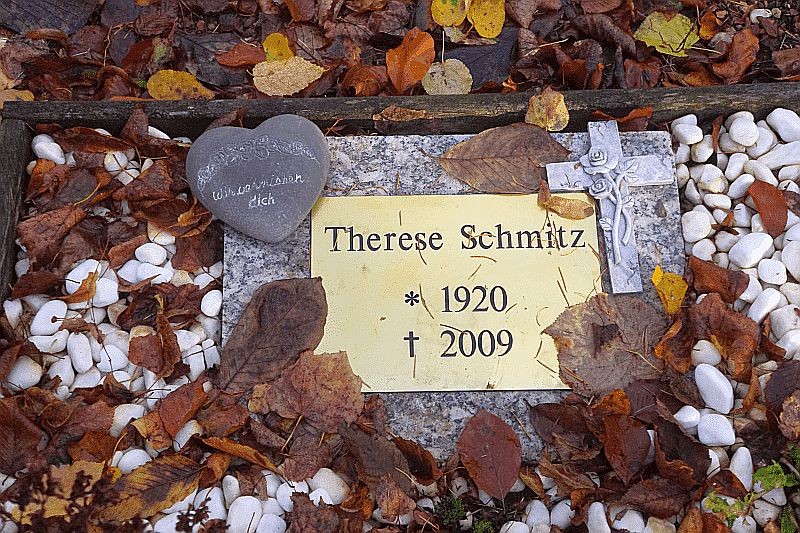 Wir vermissen
dich
Therese Schmitz
* 1920
† 2009